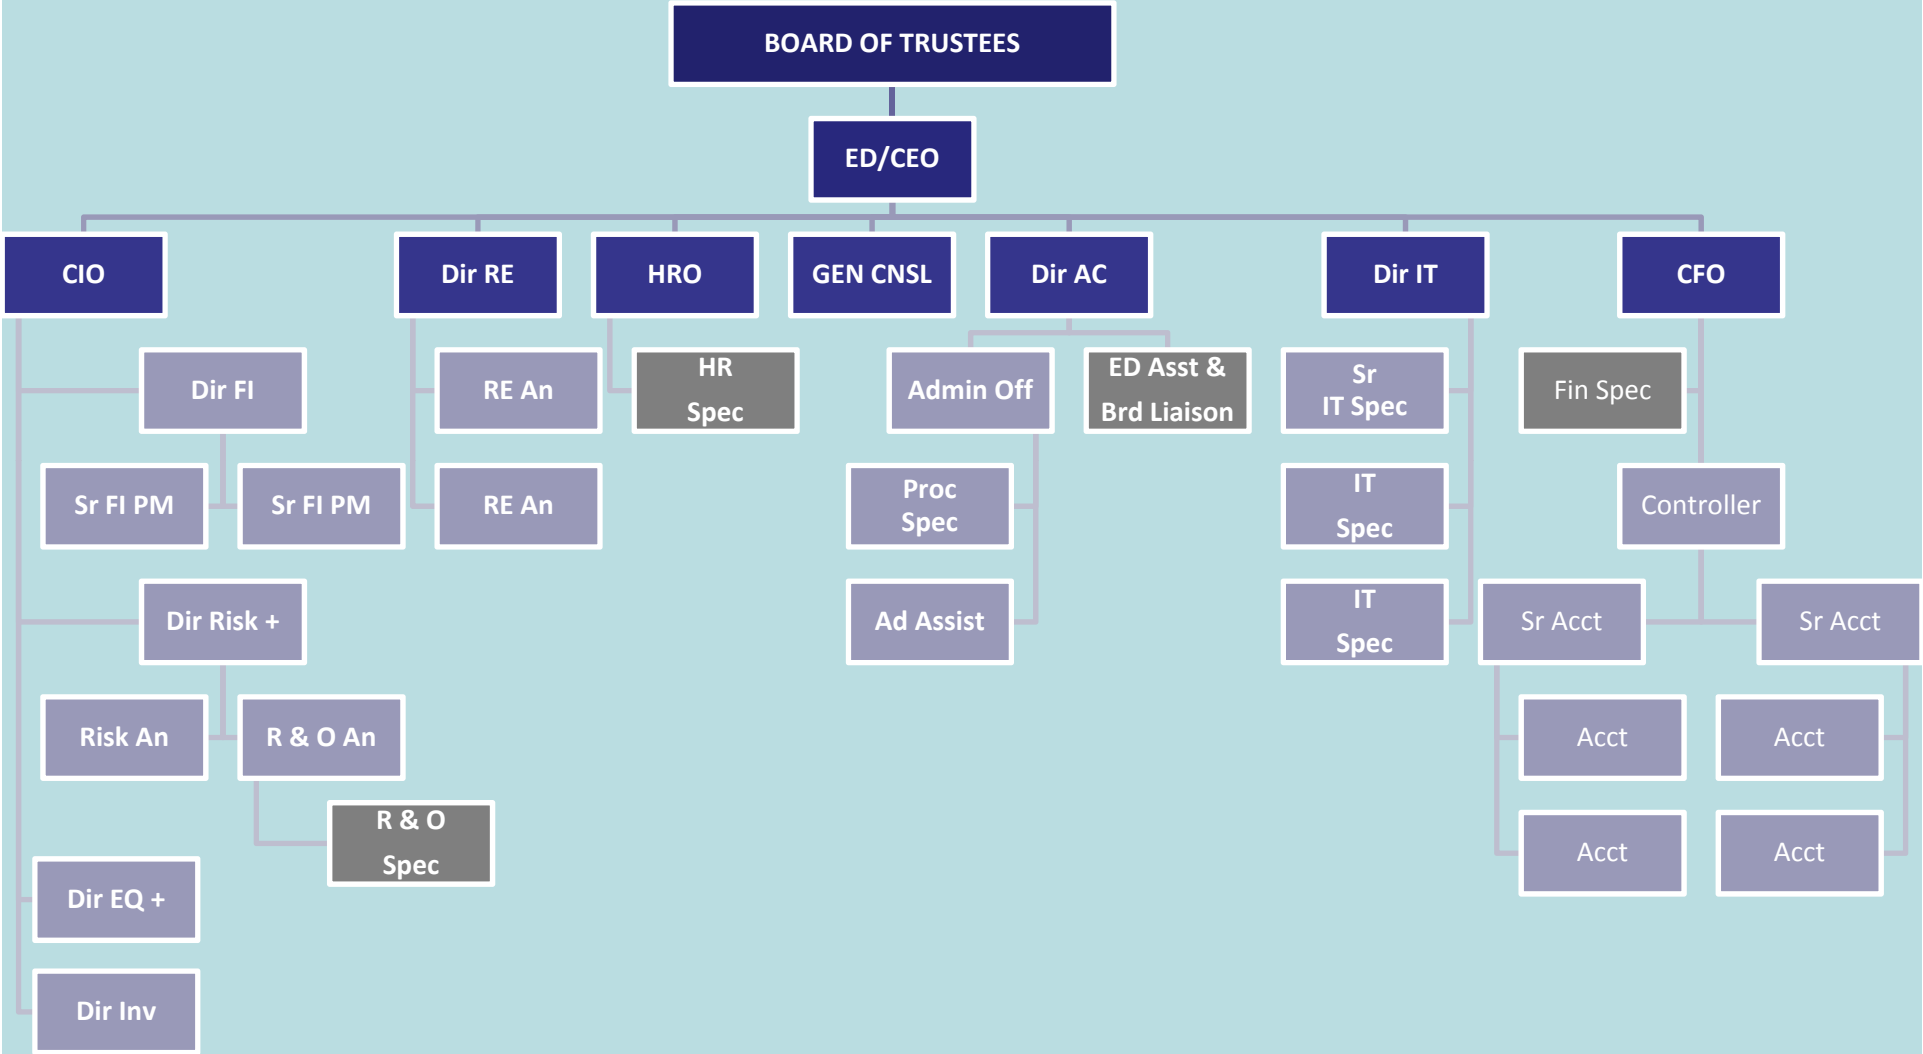 BOARD OF TRUSTEES
ED/CEO
CIO
Dir RE
HRO
GEN CNSL
Dir AC
Dir IT
CFO
Dir FI
RE An
HR
Spec
Admin Off
ED Asst &
Brd Liaison
Sr
IT Spec
Fin Spec
Sr FI PM
Sr FI PM
RE An
Proc
Spec
IT
Spec
Controller
Dir Risk +
Ad Assist
IT
Spec
Sr Acct
Sr Acct
Risk An
R & O An
Acct
Acct
R & O
Spec
Acct
Acct
Dir EQ +
Dir Inv